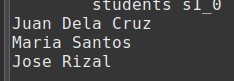 students s1_0
Juan Dela Cruz
Maria Santos
Jose Rizal